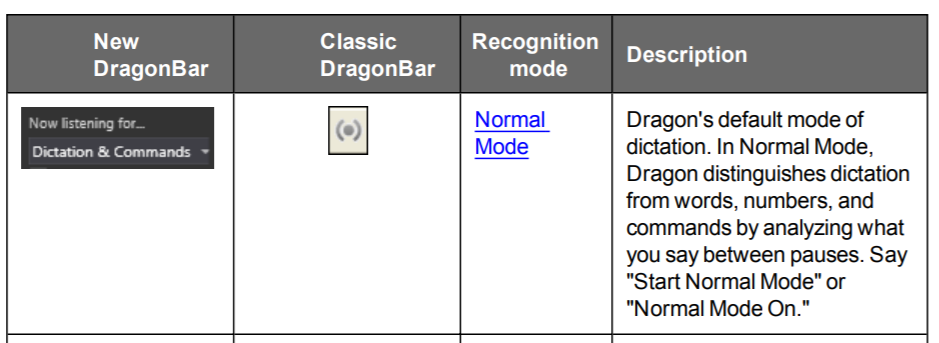 New
DragonBar
Classic
DragonBar
Recognition
mode
Description
Now listening for...
Dictation & Commands
Normal
Mode
Dragon's default mode of
dictation. In Normal Mode,
Dragon distinguishes dictation
from words, numbers, and
commands by analyzing what
you say between pauses. Say
"Start Normal Mode" or
"Normal Mode On."